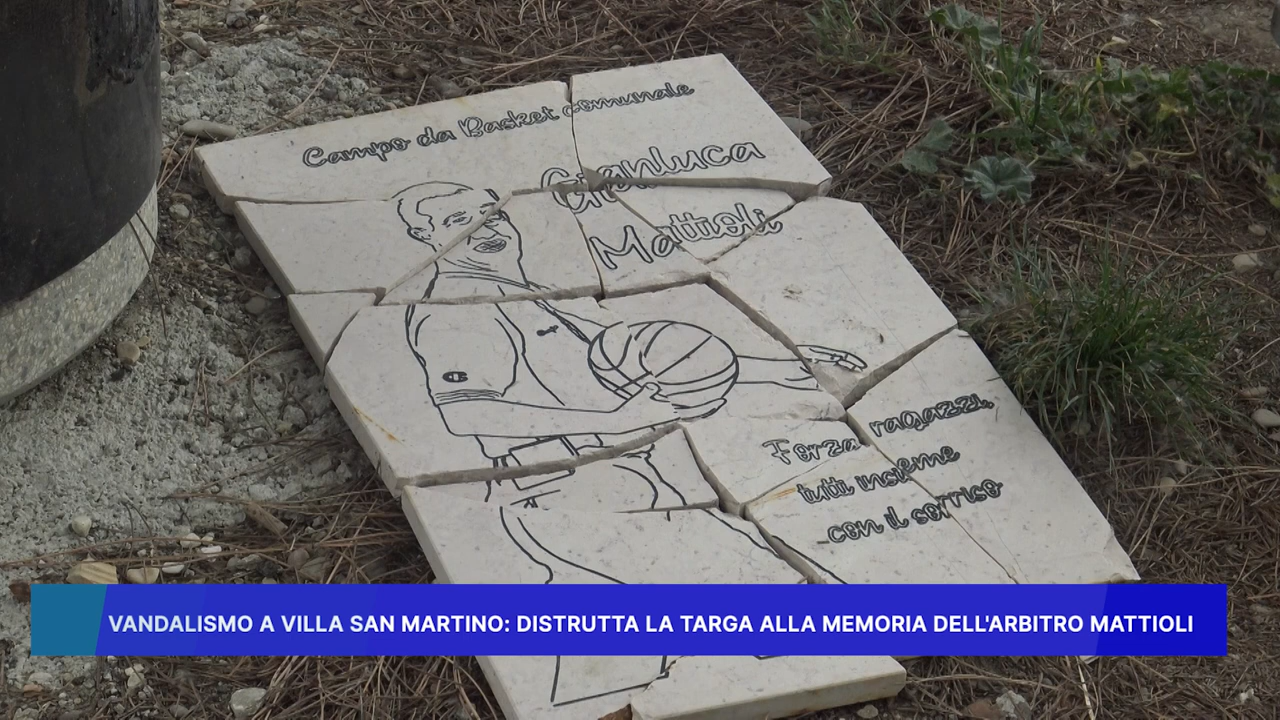 Campo da Basket comunale
Gianluca
Mattioli
Forza ragazzi,
tutti insieme
con il sorriso
VANDALISMO A VILLA SAN MARTINO: DISTRUTTA LA TARGA ALLA MEMORIA DELL'ARBITRO MATTIOLI